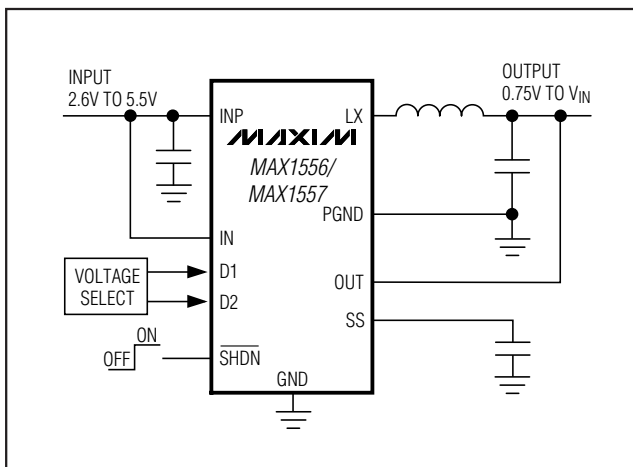 INPUT
2.6V TO 5.5V
OUTPUT
0.75V TO VIN
INP
LX
MAXIM
MAX1556/
MAX1557
PGND
IN
VOLTAGE
SELECT
D1
D2
OUT
SS
ON
OFF
SHDN
GND